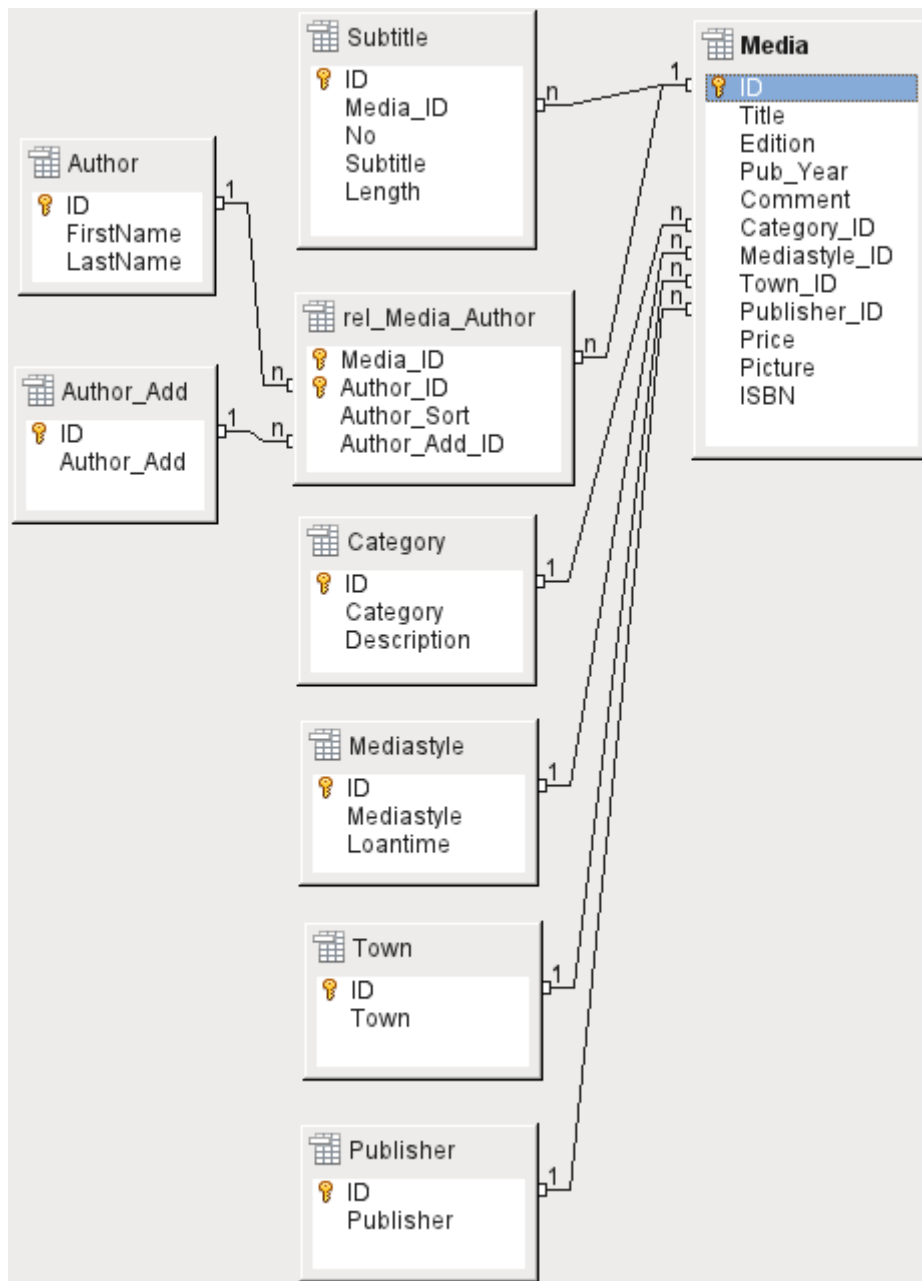 Subtitle
ID
Media_ID
No
Subtitle
Length
Media
ID
Title
Edition
Pub_Year
Comment
Category_ID
Mediastyle_ID
Town_ID
Publisher_ID
Price
Picture
ISBN
1
n
n
n
n
n
Author
ID
FirstName
LastName
1
n
rel_Media_Author
Media_ID
Author_ID
Author_Sort
Author_Add_ID
n
Author_Add
ID
Author_Add
1
n
Category
ID
Category
Description
1
Mediastyle
ID
Mediastyle
Loantime
1
Town
ID
Town
1
Publisher
ID
Publisher
1